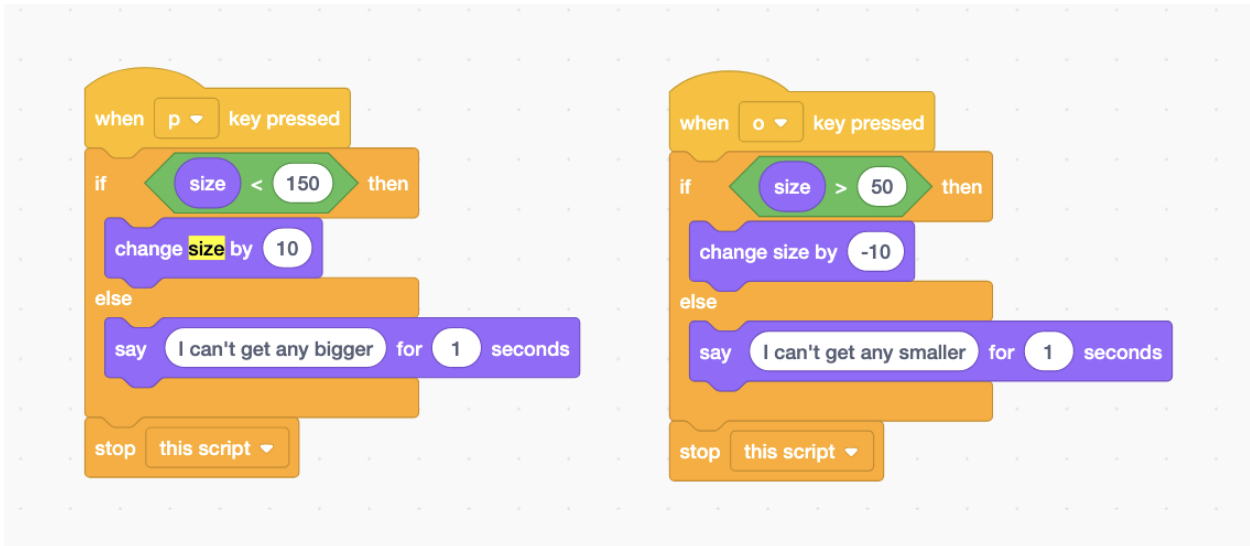 when p key pressed
if size < 150 then
change size by 10
else
say I can't get any bigger for 1 seconds
stop this script
when o key pressed
if size > 50 then
change size by -10
else
say I can't get any smaller for 1 seconds
stop this script